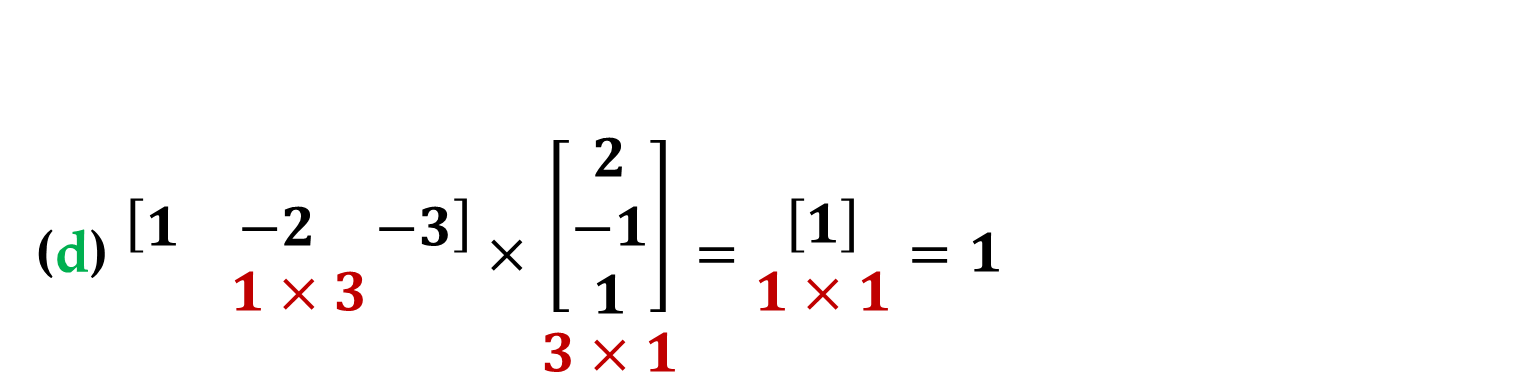 (d) [1 −2 −3] × [2 −1 1] = [1] = 1
1 × 3 3 × 1 1 × 1